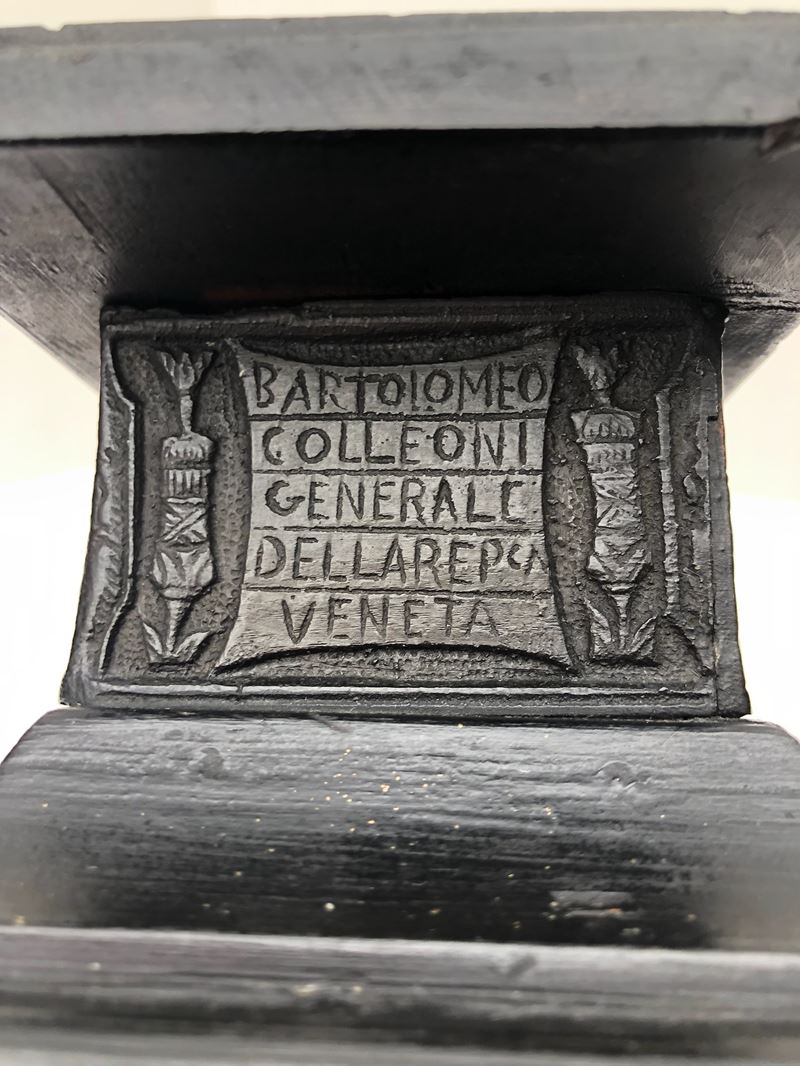 BARTOLOMEO
COLLEONI
GENERALE
DELLAREPCA
VENETA